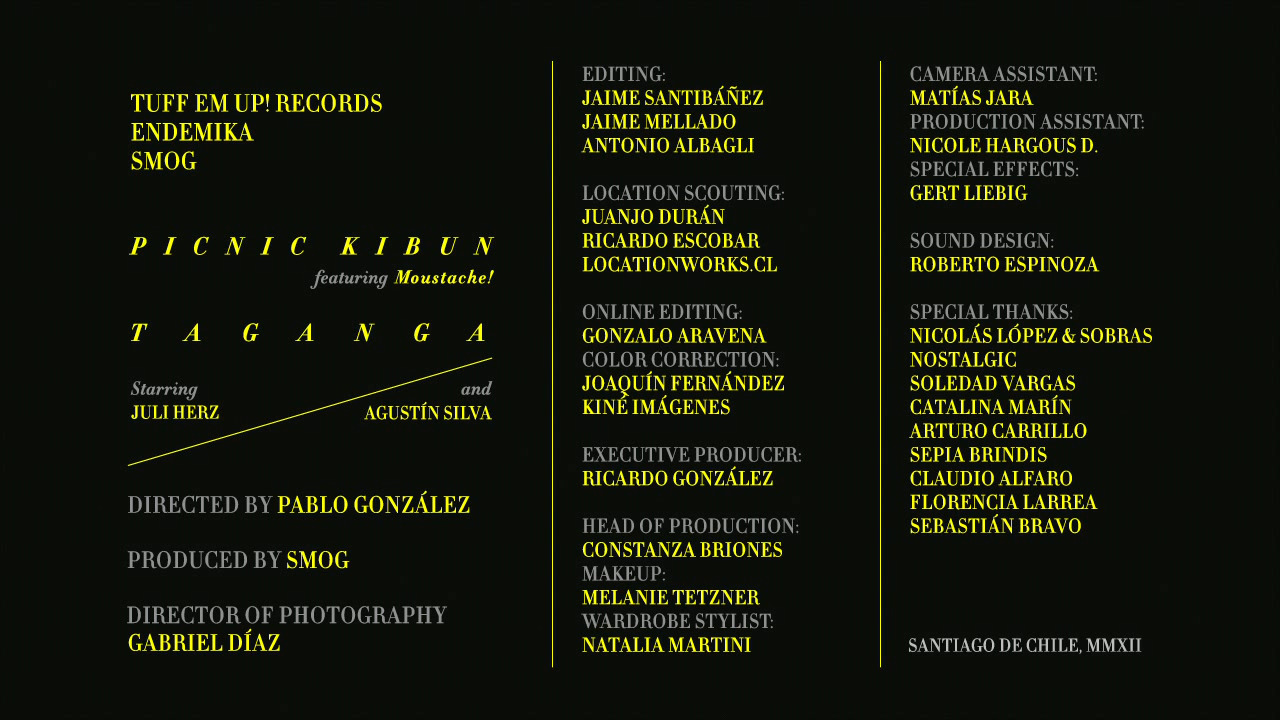 TUFF EM UP! RECORDS
ENDEMIKA
SMOG
PICNIC KIBUN
featuring Moustache!
TAGANGA
Starring and
JULI HERZ AGUSTÍN SILVA
DIRECTED BY PABLO GONZÁLEZ
PRODUCED BY SMOG
DIRECTOR OF PHOTOGRAPHY
GABRIEL DÍAZ
EDITING:
JAIME SANTIBÁÑEZ
JAIME MELLADO
ANTONIO ALBAGLI
LOCATION SCOUTING:
JUANJO DURÁN
RICARDO ESCOBAR
LOCATIONWORKS.CL
ONLINE EDITING:
GONZALO ARAVENA
COLOR CORRECTION:
JOAQUÍN FERNÁNDEZ
KINÉ IMÁGENES
EXECUTIVE PRODUCER:
RICARDO GONZÁLEZ
HEAD OF PRODUCTION:
CONSTANZA BRIONES
MAKEUP:
MELANIE TETZNER
WARDROBE STYLIST:
NATALIA MARTINI
CAMERA ASSISTANT:
MATÍAS JARA
PRODUCTION ASSISTANT:
NICOLE HARGOUS D.
SPECIAL EFFECTS:
GERT LIEBIG
SOUND DESIGN:
ROBERTO ESPINOZA
SPECIAL THANKS:
NICOLÁS LÓPEZ & SOBRAS
NOSTALGIC
SOLEDAD VARGAS
CATALINA MARÍN
ARTURO CARRILLO
SEPIA BRINDIS
CLAUDIO ALFARO
FLORENCIA LARREA
SEBASTIÁN BRAVO
SANTIAGO DE CHILE, MMXII